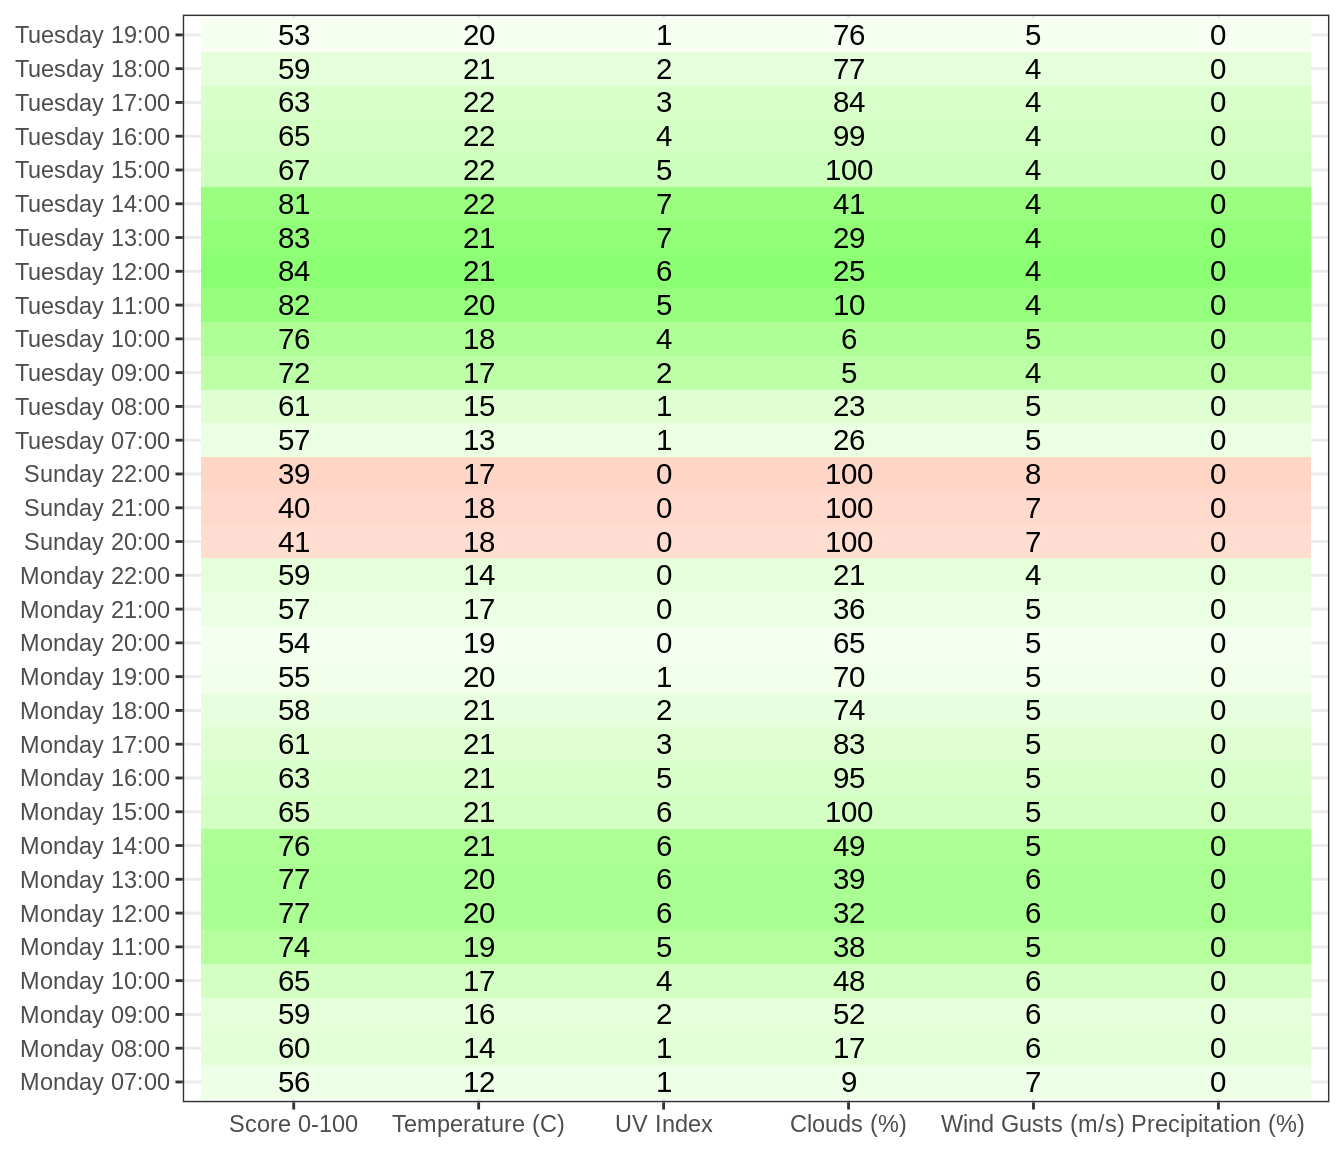 Tuesday 19:00 53 20 1 76 5 0
Tuesday 18:00 59 21 2 77 4 0
Tuesday 17:00 63 22 3 84 4 0
Tuesday 16:00 65 22 4 99 4 0
Tuesday 15:00 67 22 5 100 4 0
Tuesday 14:00 81 22 7 41 4 0
Tuesday 13:00 83 21 7 29 4 0
Tuesday 12:00 84 21 6 25 4 0
Tuesday 11:00 82 20 5 10 4 0
Tuesday 10:00 76 18 4 6 5 0
Tuesday 09:00 72 17 2 5 4 0
Tuesday 08:00 61 15 1 23 5 0
Tuesday 07:00 57 13 1 26 5 0
Sunday 22:00 39 17 0 100 8 0
Sunday 21:00 40 18 0 100 7 0
Sunday 20:00 41 18 0 100 7 0
Monday 22:00 59 14 0 21 4 0
Monday 21:00 57 17 0 36 5 0
Monday 20:00 54 19 0 65 5 0
Monday 19:00 55 20 1 70 5 0
Monday 18:00 58 21 2 74 5 0
Monday 17:00 61 21 3 83 5 0
Monday 16:00 63 21 5 95 5 0
Monday 15:00 65 21 6 100 5 0
Monday 14:00 76 21 6 49 5 0
Monday 13:00 77 20 6 39 6 0
Monday 12:00 77 20 6 32 6 0
Monday 11:00 74 19 5 38 5 0
Monday 10:00 65 17 4 48 6 0
Monday 09:00 59 16 2 52 6 0
Monday 08:00 60 14 1 17 6 0
Monday 07:00 56 12 1 9 7 0
Score 0-100 Temperature (C) UV Index Clouds (%) Wind Gusts (m/s) Precipitation (%)